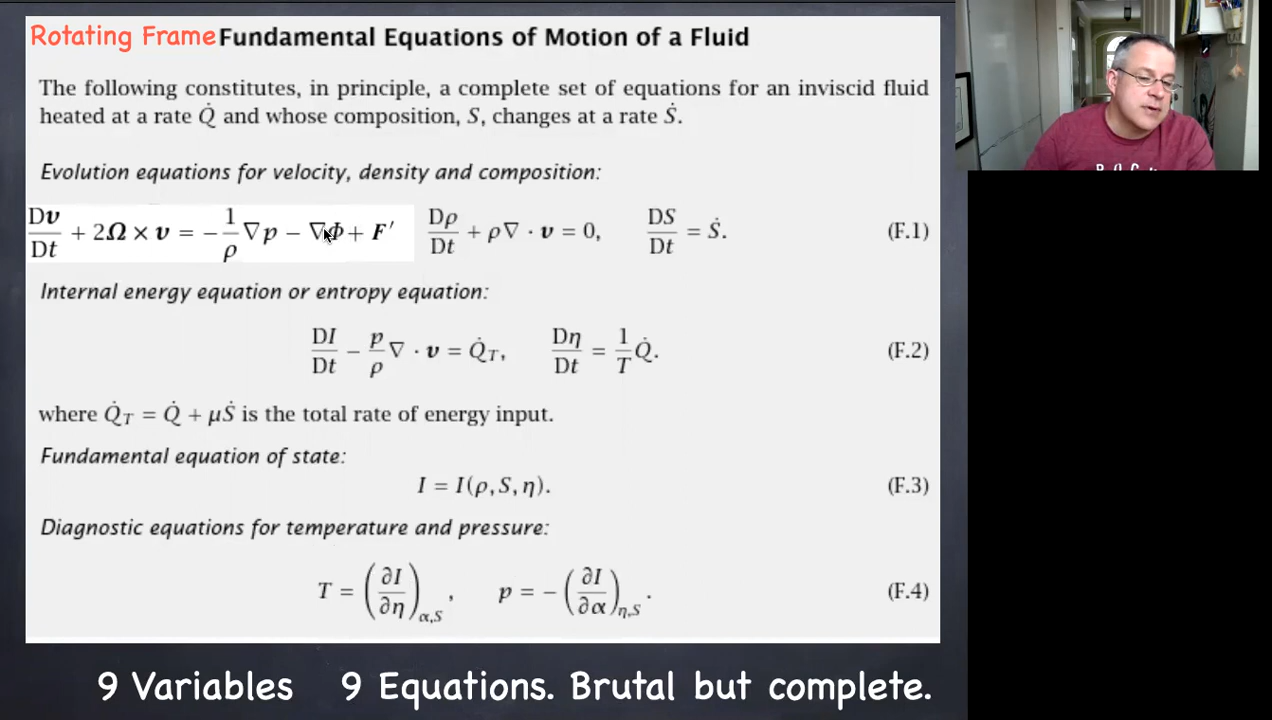 Rotating Frame Fundamental Equations of Motion of a Fluid
The following constitutes, in principle, a complete set of equations for an inviscid fluid
heated at a rate Q̇ and whose composition, S, changes at a rate Ṡ.
Evolution equations for velocity, density and composition:
Dv/Dt + 2Ω × v = −1/ρ ∇p − ∇Φ + F′ Dρ/Dt + ρ∇ · v = 0, DS/Dt = Ṡ. (F.1)
Internal energy equation or entropy equation:
DI/Dt − p/ρ ∇ · v = Q̇_T, Dη/Dt = 1/T Q̇. (F.2)
where Q̇_T = Q̇ + μṠ is the total rate of energy input.
Fundamental equation of state:
I = I(ρ, S, η). (F.3)
Diagnostic equations for temperature and pressure:
T = (∂I/∂η)_{α,S}, p = −(∂I/∂α)_{η,S}. (F.4)
9 Variables 9 Equations. Brutal but complete.